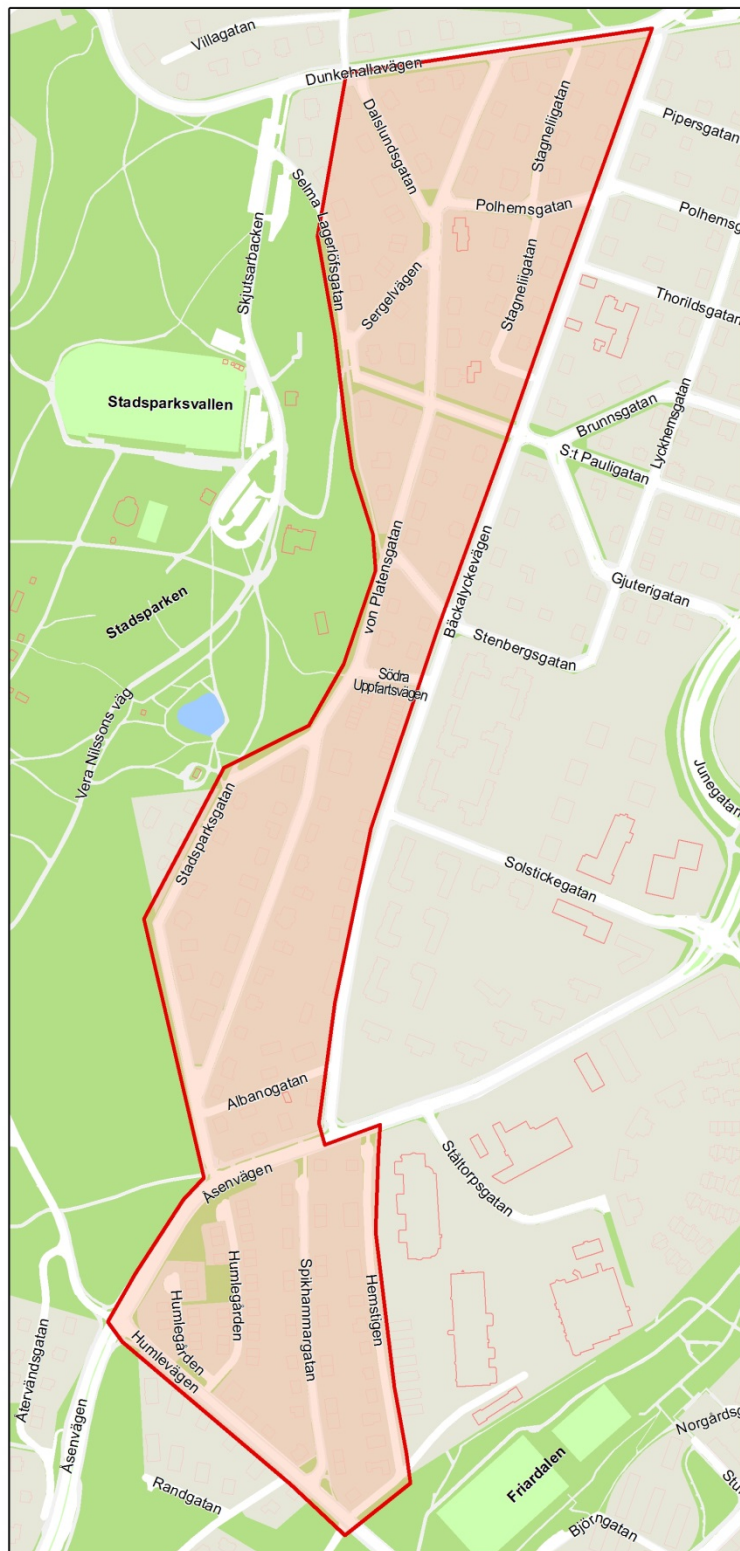 Villagatan
Dunkehallavägen
Dalslundsgatan
Stagneliigatan
Pipersgatan
Selma Lagerlöfsgatan
Polhemsgatan
Polhemsg
Skjutsarbacken
Sergelvägen
Stagneliigatan
Thorildsgatan
Stadsparksvallen
Brunnsgatan
Lyckhemsgatan
S:t Pauligatan
von Platensgatan
Bäckalyckevägen
Gjuterigatan
Stadsparken
Stenbergsgatan
Södra
Uppfartsvägen
Vera Nilssons väg
Junegatan
Stadsparksgatan
Solstickegatan
Albanogatan
Åsenvägen
Ståltorpsgatan
Humlegården
Spikhammargatan
Hemstigen
Humlegården
Humlevägen
Återvändsgatan
Åsenvägen
Norgårdsg
Friardalen
Randgatan
Björngatan
Stu